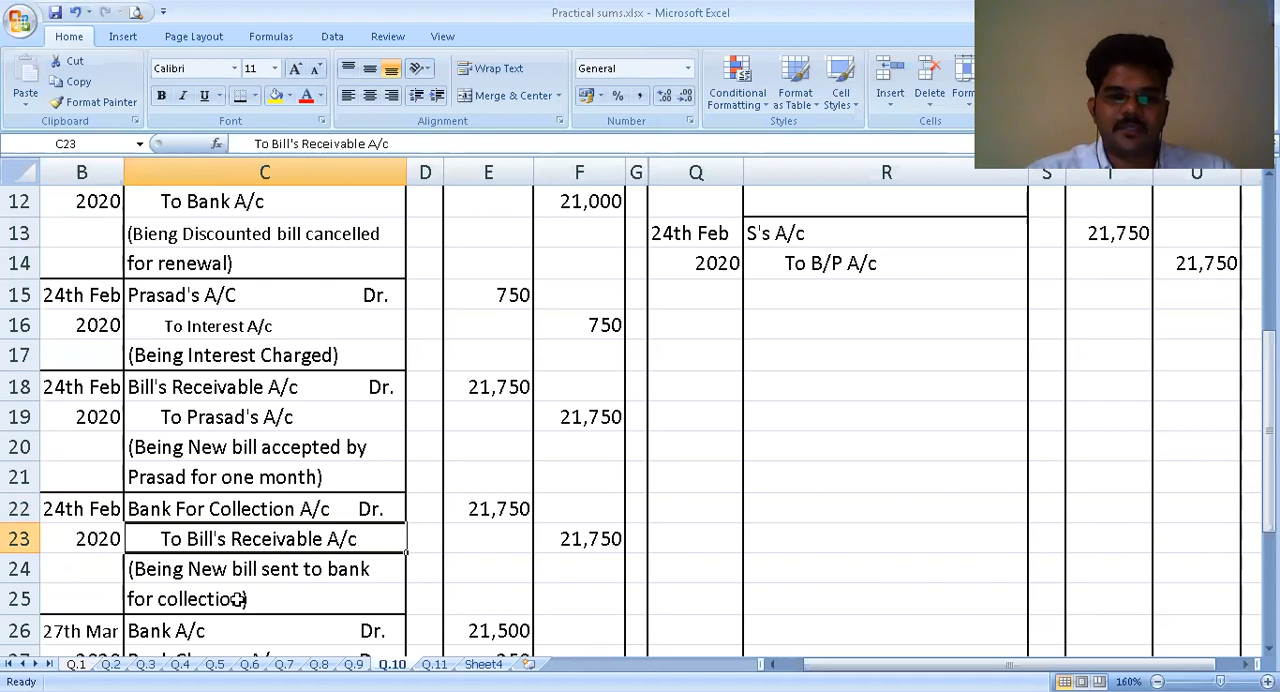 Practical sums.xlsx - Microsoft Excel
Home Insert Page Layout Formulas Data Review View
Cut
Copy
Paste
Format Painter
Calibri 11
Wrap Text
Merge & Center
General
Conditional Formatting
Format as Table
Cell Styles
Insert
Delete
Form
Clipboard Font Alignment Number Styles Cells
C23 fx To Bill's Receivable A/c
B C D E F G Q R S T U
12 2020 To Bank A/c 21,000
13 (Bieng Discounted bill cancelled 24th Feb S's A/c 21,750
14 for renewal) 2020 To B/P A/c 21,750
15 24th Feb Prasad's A/C Dr. 750
16 2020 To Interest A/c 750
17 (Being Interest Charged)
18 24th Feb Bill's Receivable A/c Dr. 21,750
19 2020 To Prasad's A/c 21,750
20 (Being New bill accepted by
21 Prasad for one month)
22 24th Feb Bank For Collection A/c Dr. 21,750
23 2020 To Bill's Receivable A/c 21,750
24 (Being New bill sent to bank
25 for collection)
26 27th Mar Bank A/c Dr. 21,500
Q.1 Q.2 Q.3 Q.4 Q.5 Q.6 Q.7 Q.8 Q.9 Q.10 Q.11 Sheet4
Ready 160%